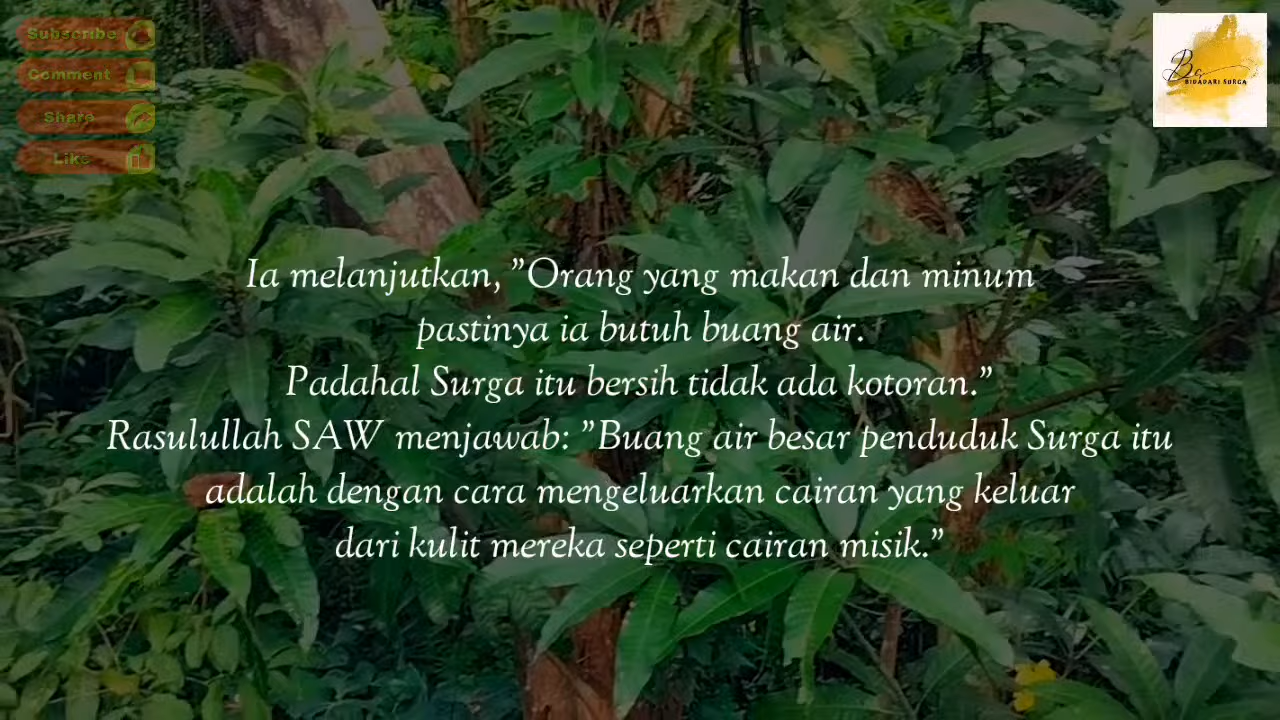 Subscribe
Comment
Share
Like
BIDADARI SURGA
Ia melanjutkan, ”Orang yang makan dan minum
pastinya ia butuh buang air.
Padahal Surga itu bersih tidak ada kotoran.”
Rasulullah SAW menjawab: ”Buang air besar penduduk Surga itu
adalah dengan cara mengeluarkan cairan yang keluar
dari kulit mereka seperti cairan misik.”